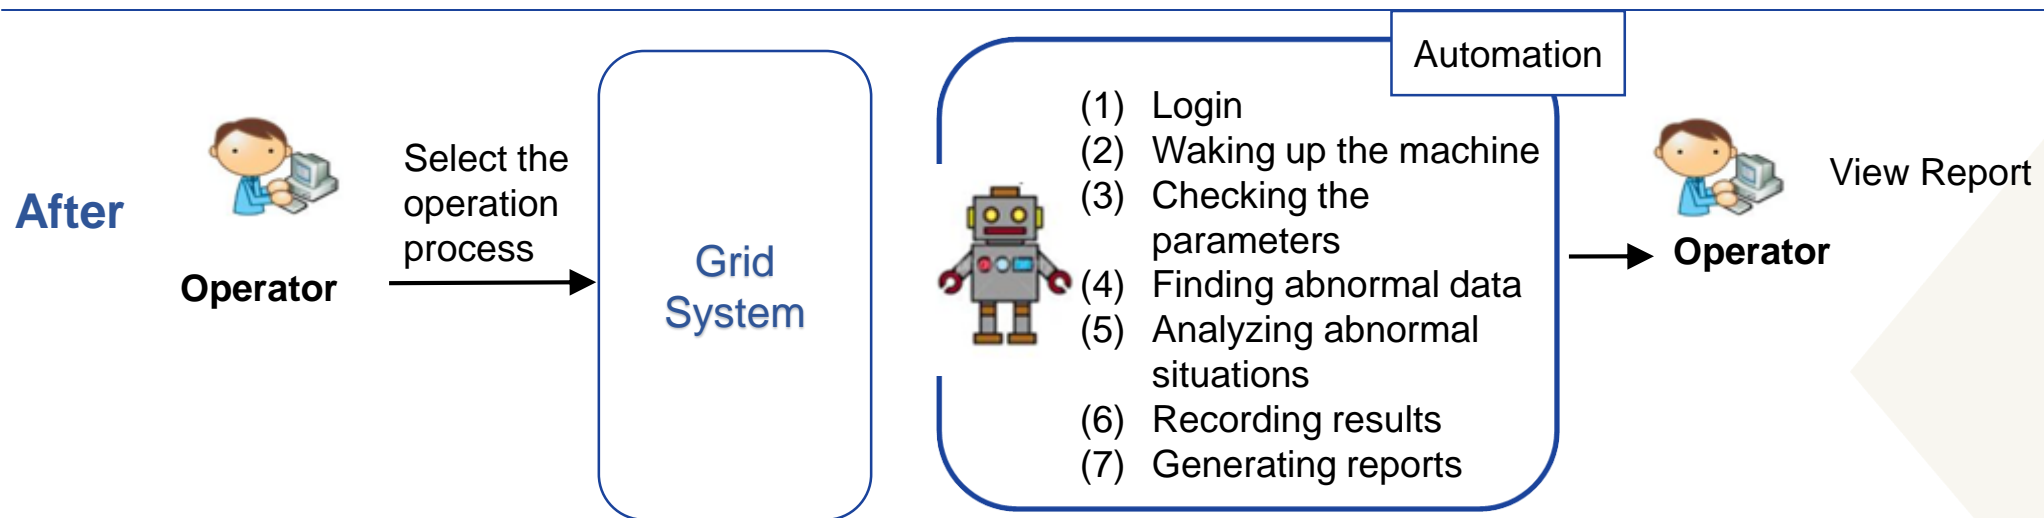 After
Operator
Select the
operation
process
Grid
System
Automation
(1) Login
(2) Waking up the machine
(3) Checking the
parameters
(4) Finding abnormal data
(5) Analyzing abnormal
situations
(6) Recording results
(7) Generating reports
Operator
View Report